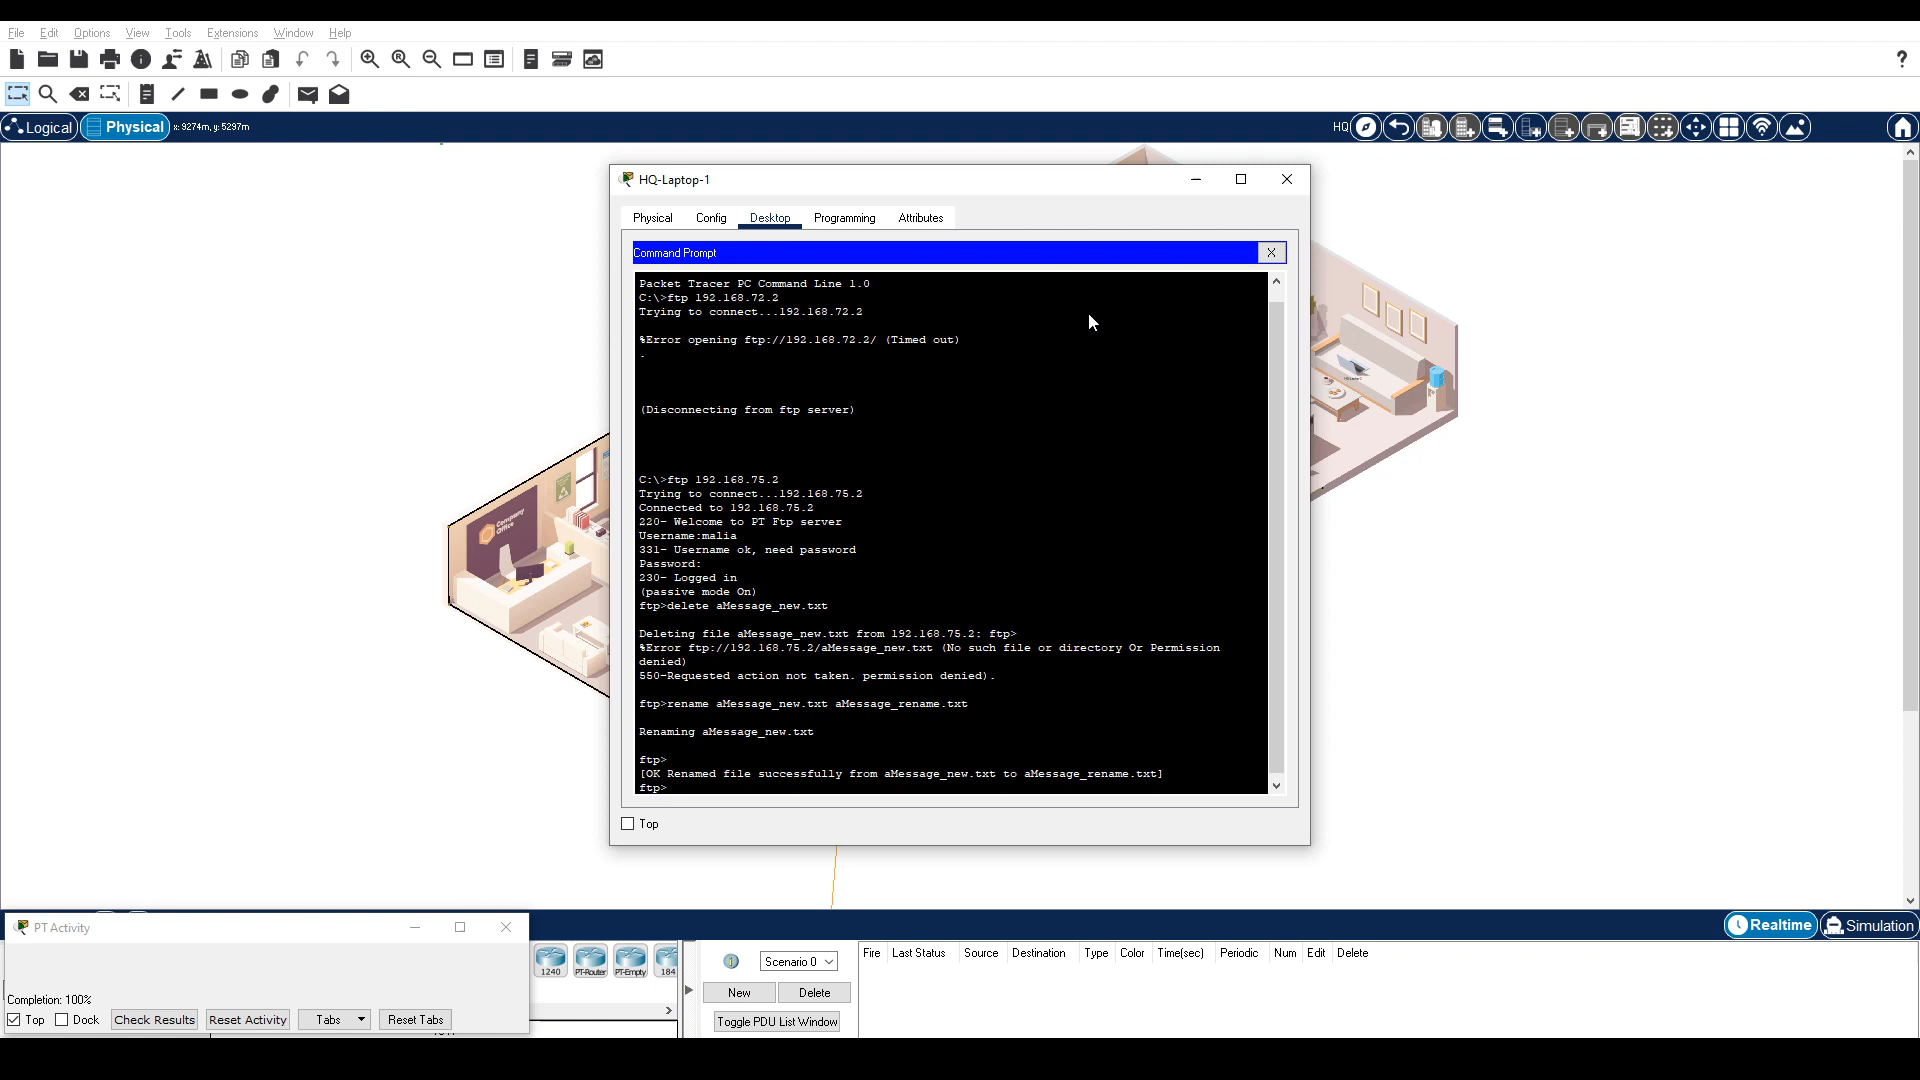 File Edit Options View Tools Extensions Window Help
?
Logical Physical x: 9274m, y: 5297m HQ
HQ-Laptop-1
Physical Config Desktop Programming Attributes
Command Prompt X
Packet Tracer PC Command Line 1.0
C:\>ftp 192.168.72.2
Trying to connect...192.168.72.2
%Error opening ftp://192.168.72.2/ (Timed out)
.
(Disconnecting from ftp server)
C:\>ftp 192.168.75.2
Trying to connect...192.168.75.2
Connected to 192.168.75.2
220- Welcome to PT Ftp server
Username:malia
331- Username ok, need password
Password:
230- Logged in
(passive mode On)
ftp>delete aMessage_new.txt
Deleting file aMessage_new.txt from 192.168.75.2: ftp>
%Error ftp://192.168.75.2/aMessage_new.txt (No such file or directory Or Permission
denied)
550-Requested action not taken. permission denied).
ftp>rename aMessage_new.txt aMessage_rename.txt
Renaming aMessage_new.txt
ftp>
[OK Renamed file successfully from aMessage_new.txt to aMessage_rename.txt]
ftp>
Top
Company
Office
Realtime Simulation
PT Activity
Completion: 100%
Top Dock Check Results Reset Activity Tabs Reset Tabs
1240 PT-Router PT-Empty 184
Scenario 0
New Delete
Toggle PDU List Window
Fire Last Status Source Destination Type Color Time(sec) Periodic Num Edit Delete